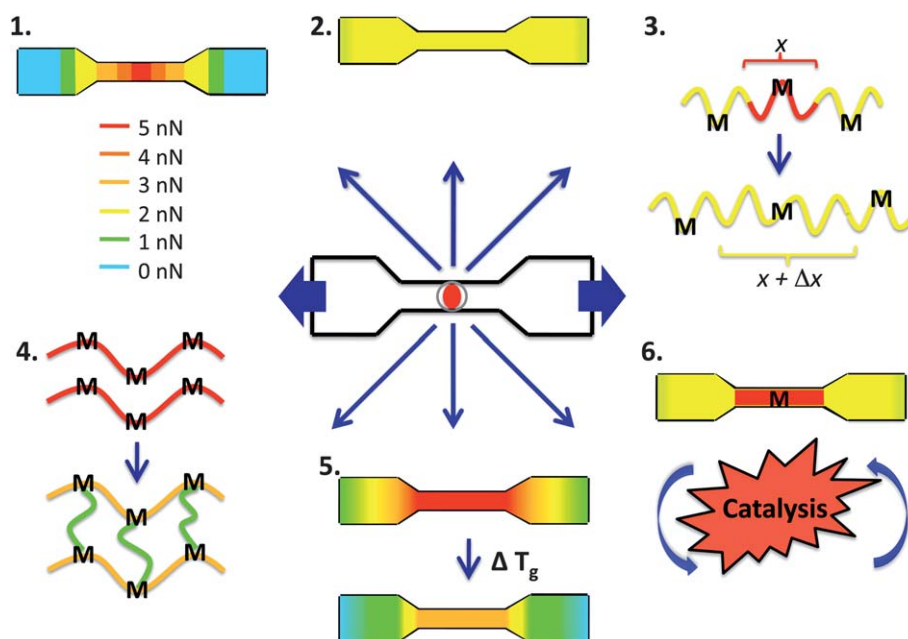 1.
2.
3.
x
M
M M
5 nN
4 nN
3 nN
2 nN
1 nN
0 nN
M M M
x + Δx
4.
M M
M
M M
M
M M
M
M M
M
5.
Δ Tg
6.
M
Catalysis